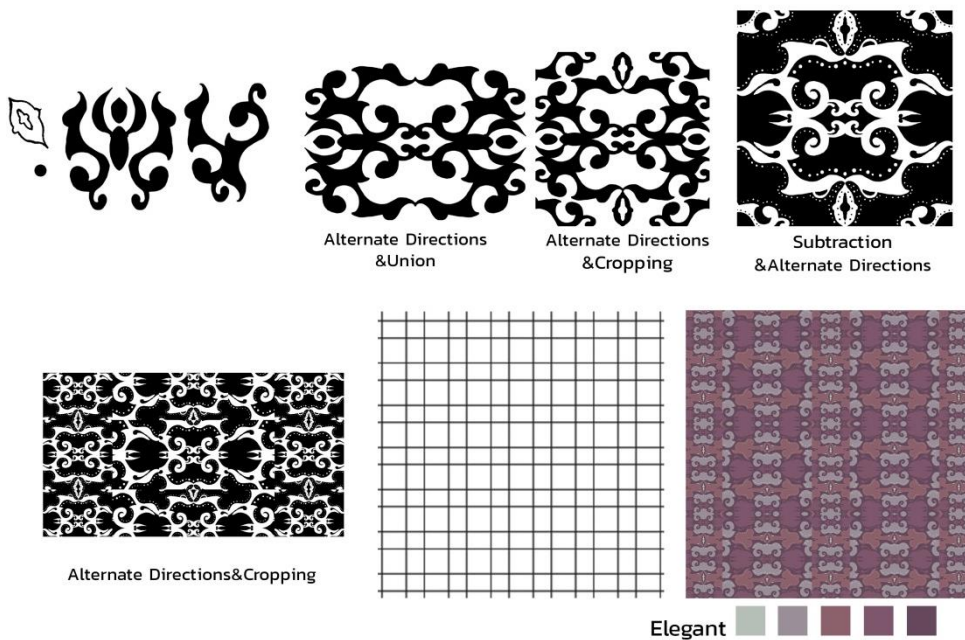 Alternate Directions
&Union
Alternate Directions
&Cropping
Subtraction
&Alternate Directions
Alternate Directions&Cropping
Elegant